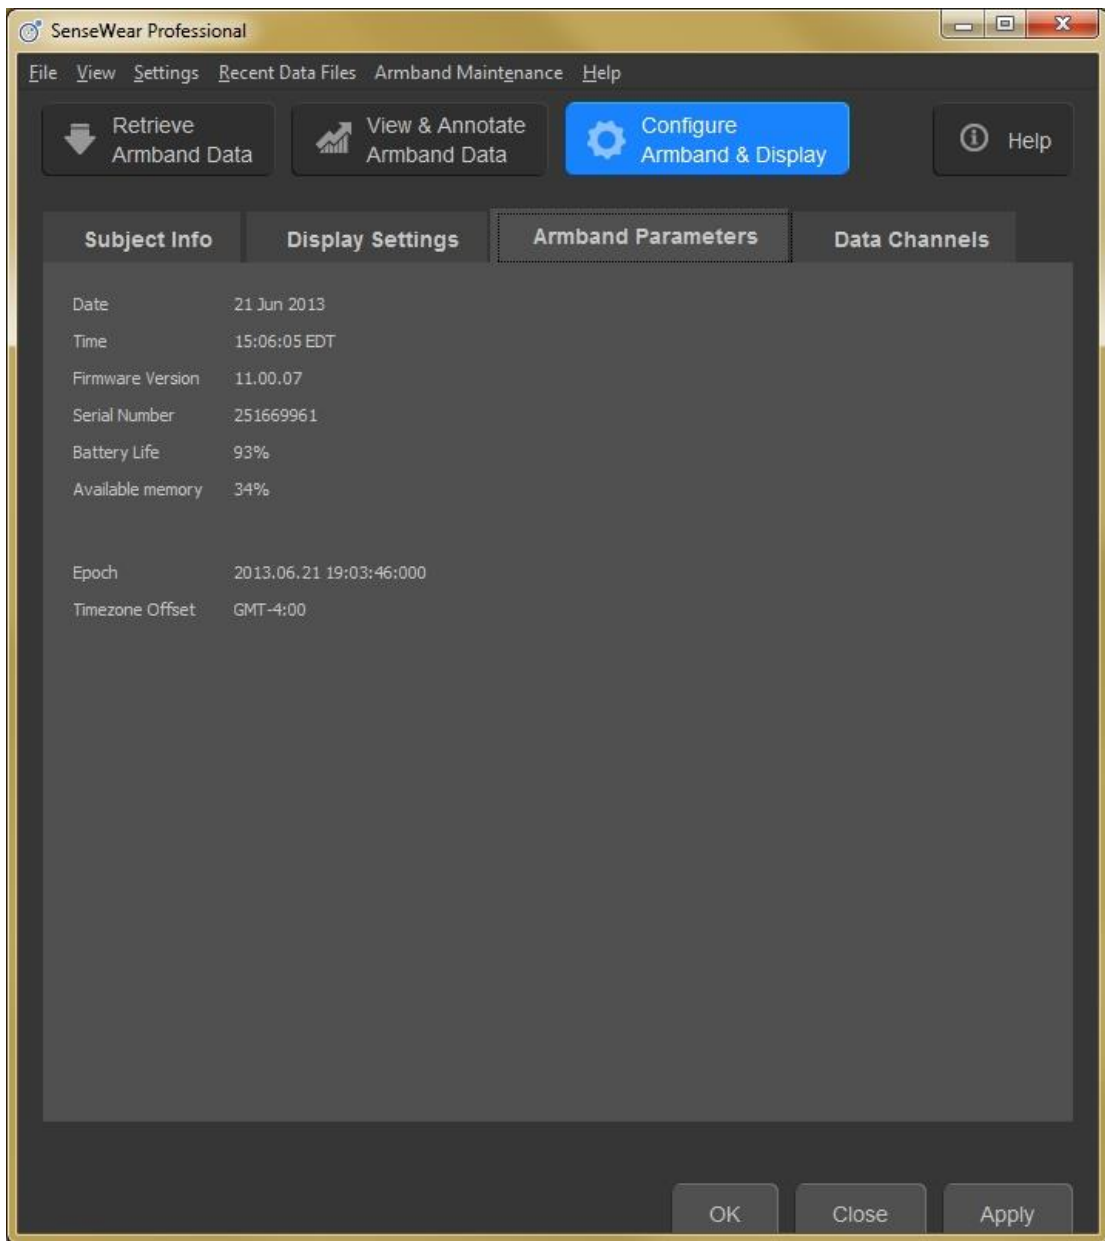 SenseWear Professional
File View Settings Recent Data Files Armband Maintenance Help
Retrieve
Armband Data
View & Annotate
Armband Data
Configure
Armband & Display
Help
Subject Info Display Settings Armband Parameters Data Channels
Date 21 Jun 2013
Time 15:06:05 EDT
Firmware Version 11.00.07
Serial Number 251669961
Battery Life 93%
Available memory 34%
Epoch 2013.06.21 19:03:46:000
Timezone Offset GMT-4:00
OK Close Apply